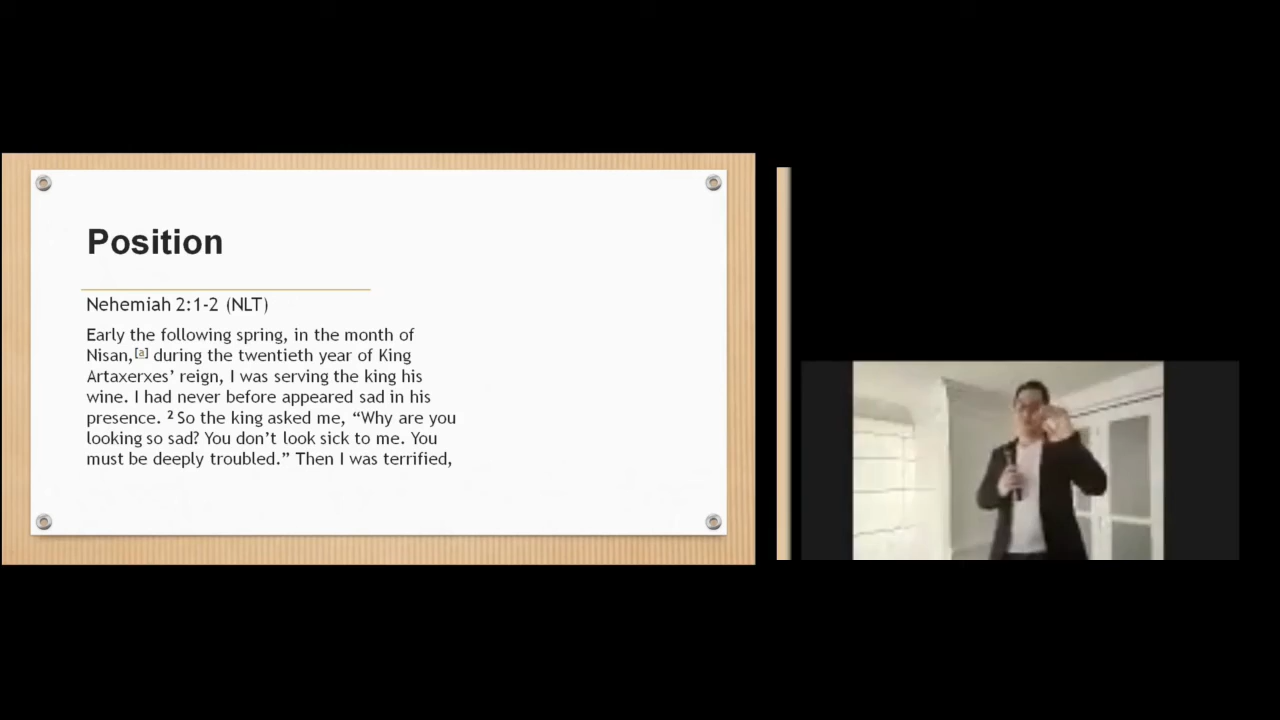 Position
Nehemiah 2:1-2 (NLT)
Early the following spring, in the month of
Nisan,[a] during the twentieth year of King
Artaxerxes’ reign, I was serving the king his
wine. I had never before appeared sad in his
presence. 2 So the king asked me, “Why are you
looking so sad? You don’t look sick to me. You
must be deeply troubled.” Then I was terrified,